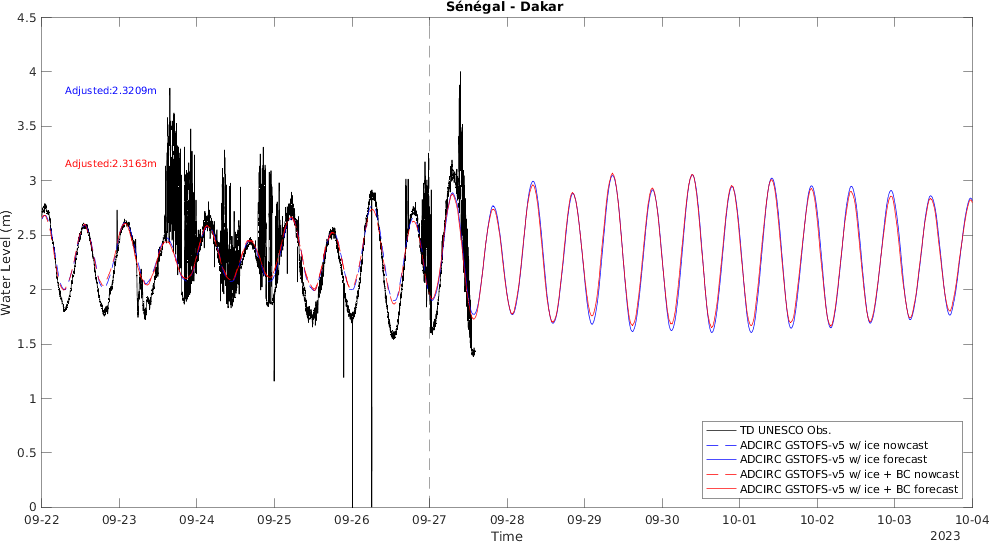 Sénégal - Dakar
4.5
4
3.5
3
2.5
2
1.5
1
0.5
0
Water Level (m)
Adjusted:2.3209m
Adjusted:2.3163m
TD UNESCO Obs.
ADCIRC GSTOFS-v5 w/ ice nowcast
ADCIRC GSTOFS-v5 w/ ice forecast
ADCIRC GSTOFS-v5 w/ ice + BC nowcast
ADCIRC GSTOFS-v5 w/ ice + BC forecast
09-22 09-23 09-24 09-25 09-26 09-27 09-28 09-29 09-30 10-01 10-02 10-03 10-04
Time
2023